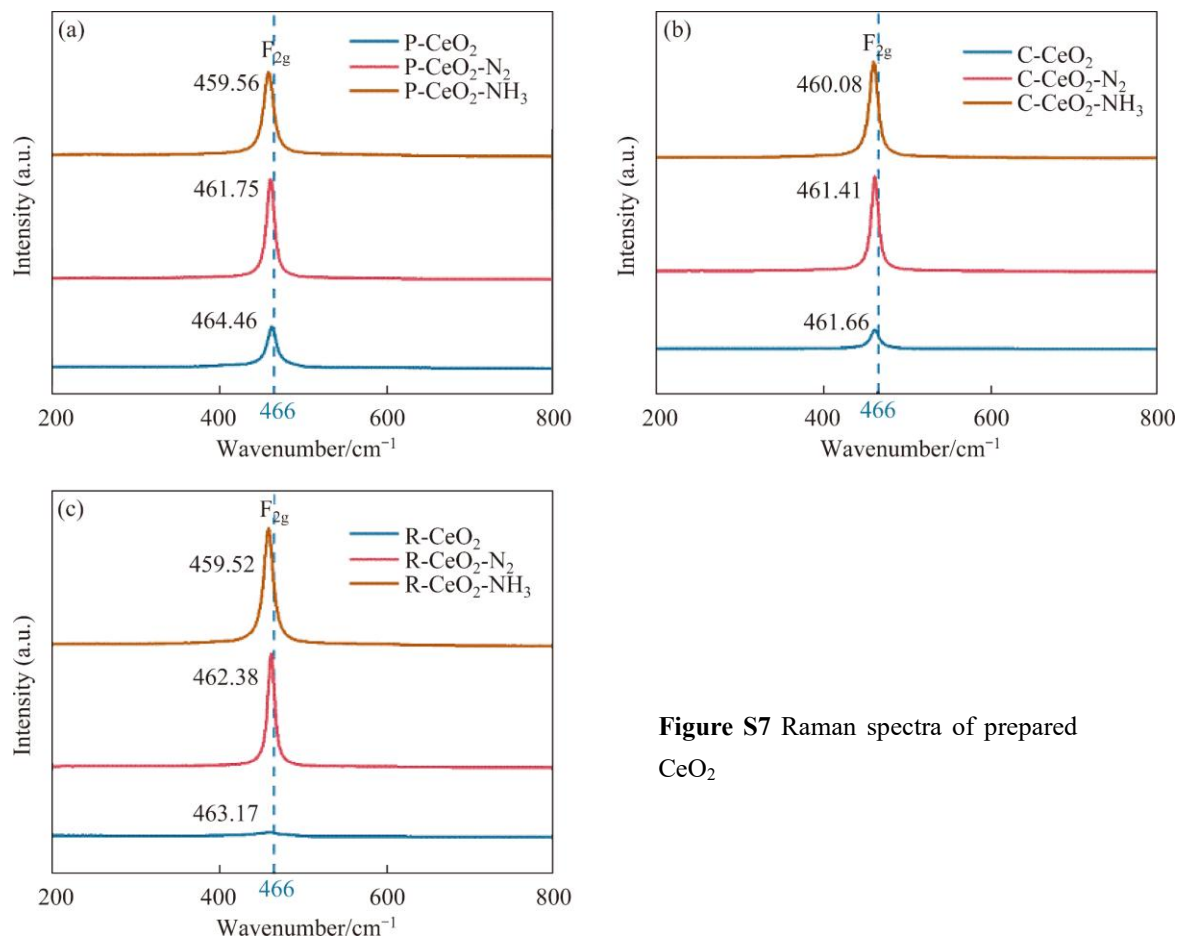 (a)
F2g
P-CeO2
P-CeO2-N2
P-CeO2-NH3
459.56
461.75
464.46
Intensity (a.u.)
200 400 466 600 800
Wavenumber/cm⁻¹
(b)
F2g
C-CeO2
C-CeO2-N2
C-CeO2-NH3
460.08
461.41
461.66
Intensity (a.u.)
200 400 466 600 800
Wavenumber/cm⁻¹
(c)
F2g
R-CeO2
R-CeO2-N2
R-CeO2-NH3
459.52
462.38
463.17
Intensity (a.u.)
200 400 466 600 800
Wavenumber/cm⁻¹
Figure S7 Raman spectra of prepared
CeO2